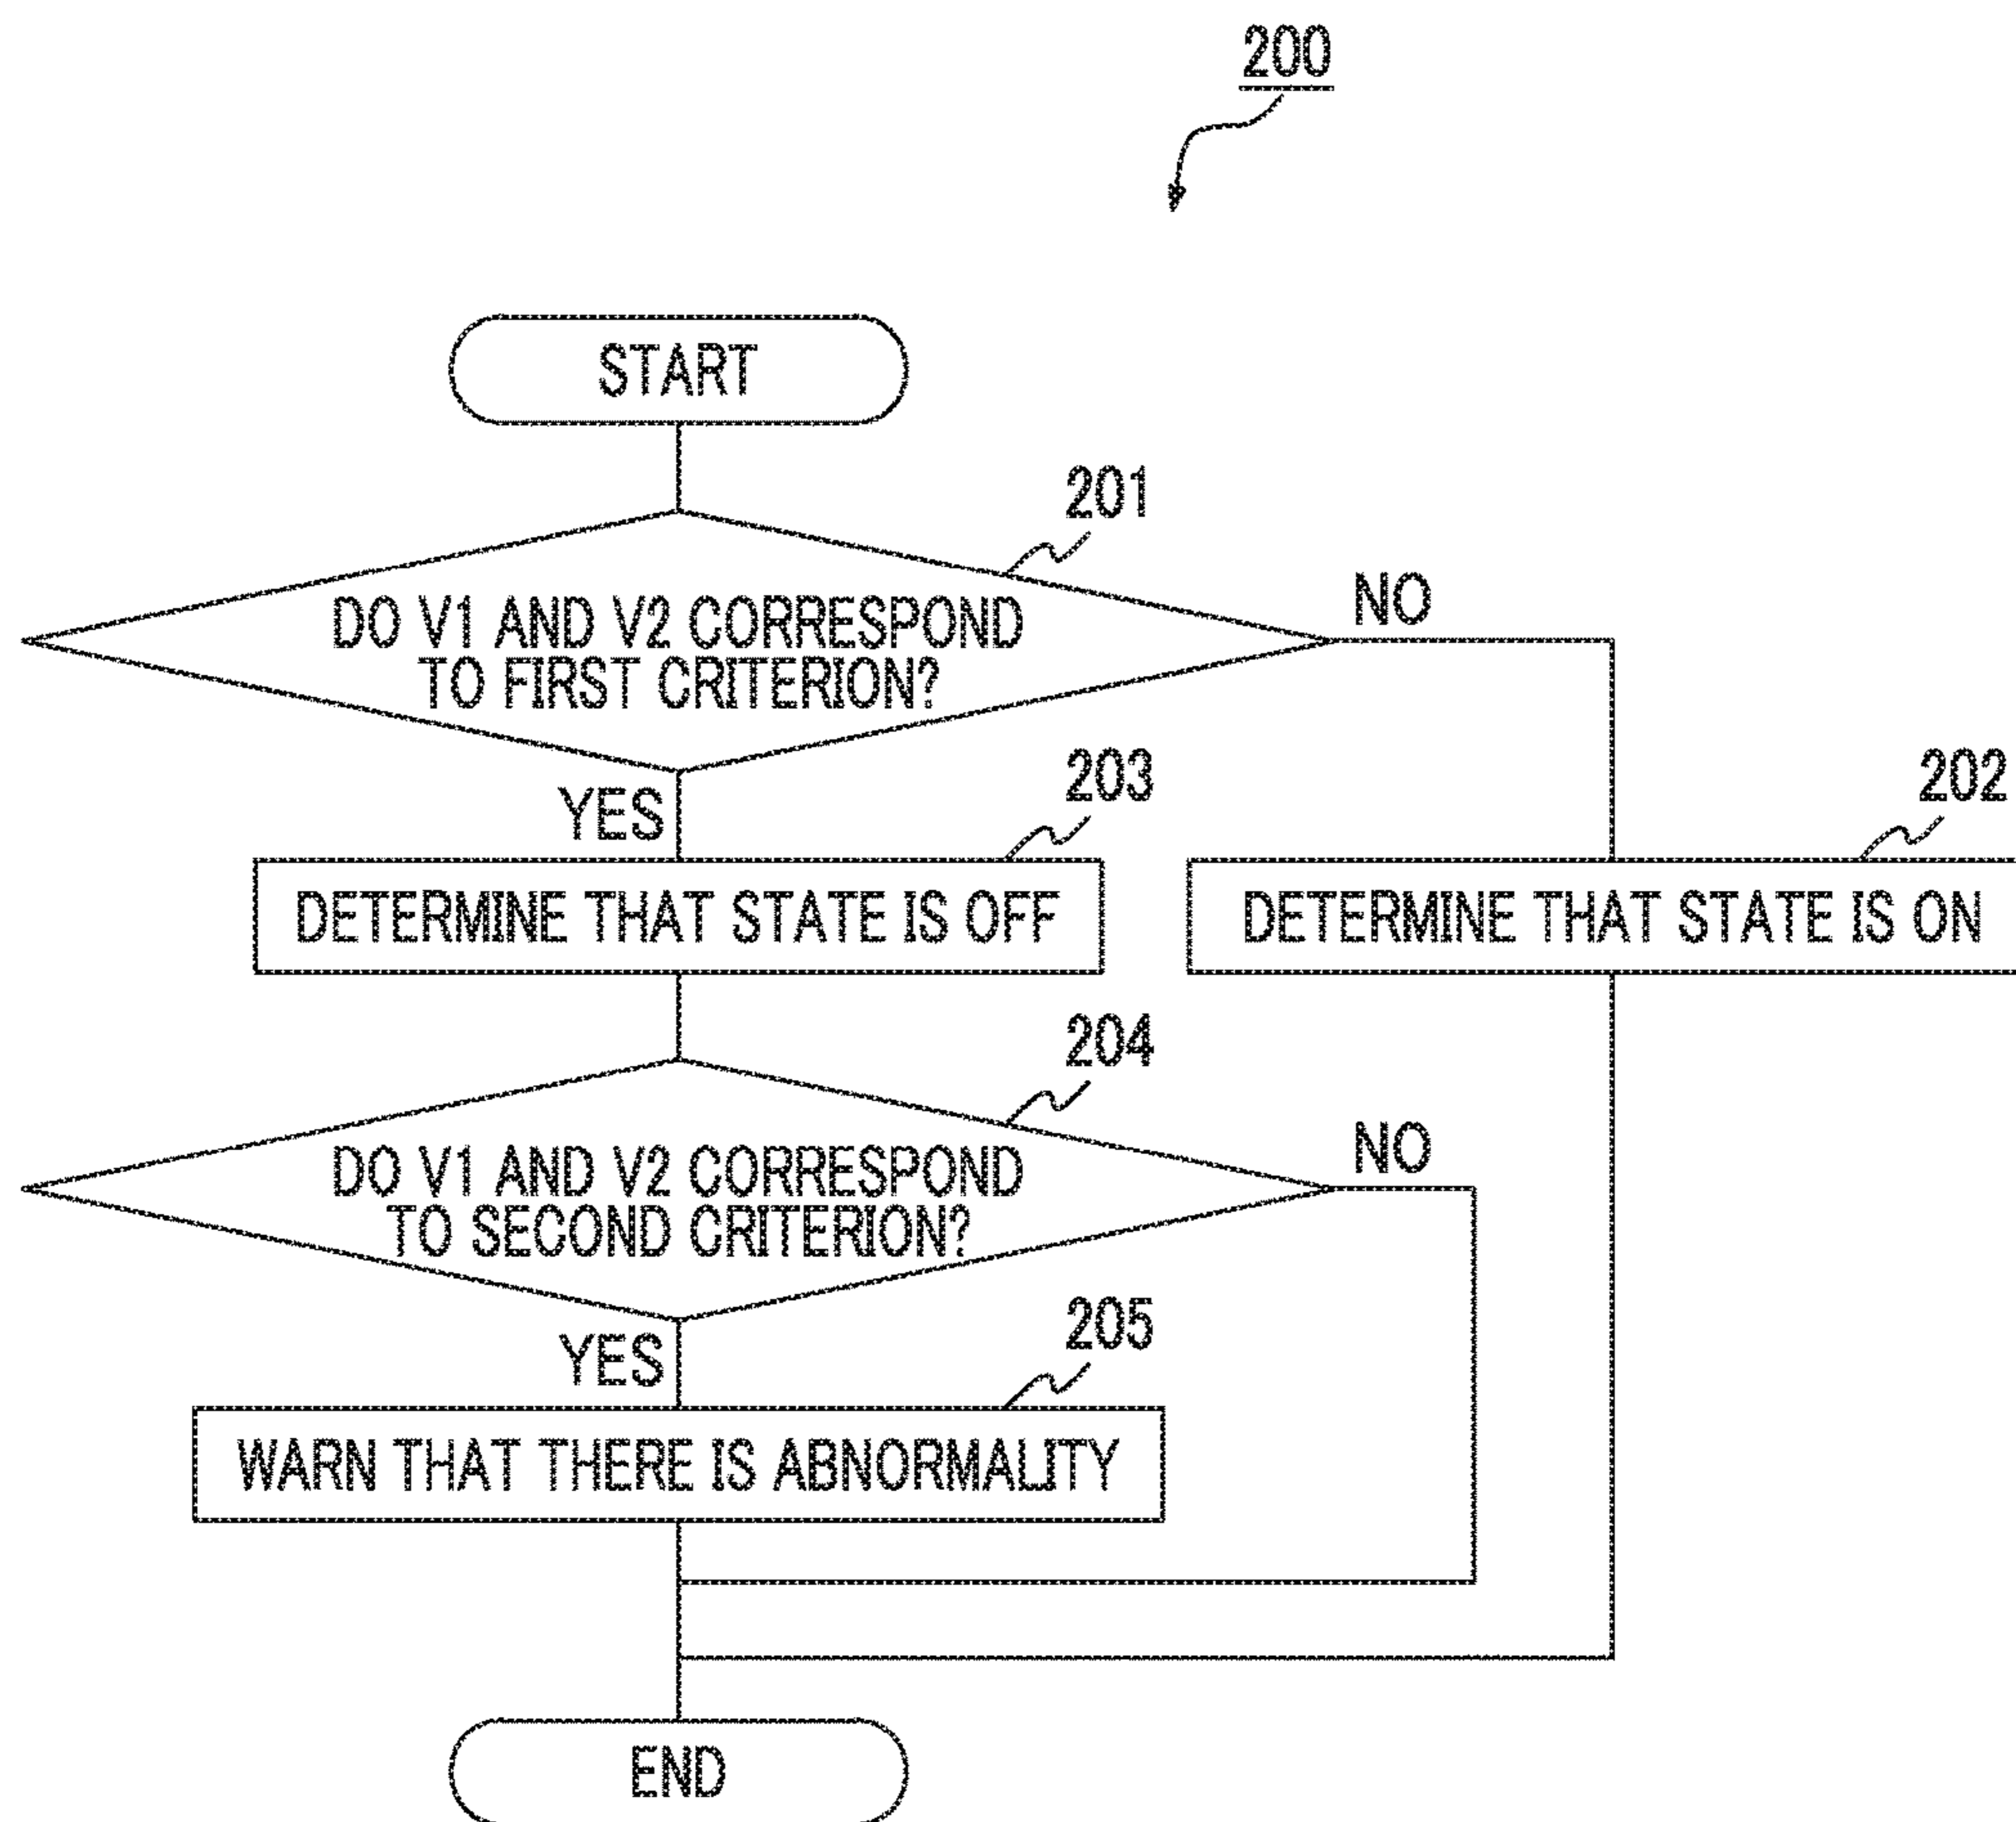 200
START
201
DO V1 AND V2 CORRESPOND
TO FIRST CRITERION?
NO
YES
203
202
DETERMINE THAT STATE IS OFF
DETERMINE THAT STATE IS ON
204
DO V1 AND V2 CORRESPOND
TO SECOND CRITERION?
NO
YES
205
WARN THAT THERE IS ABNORMALITY
END